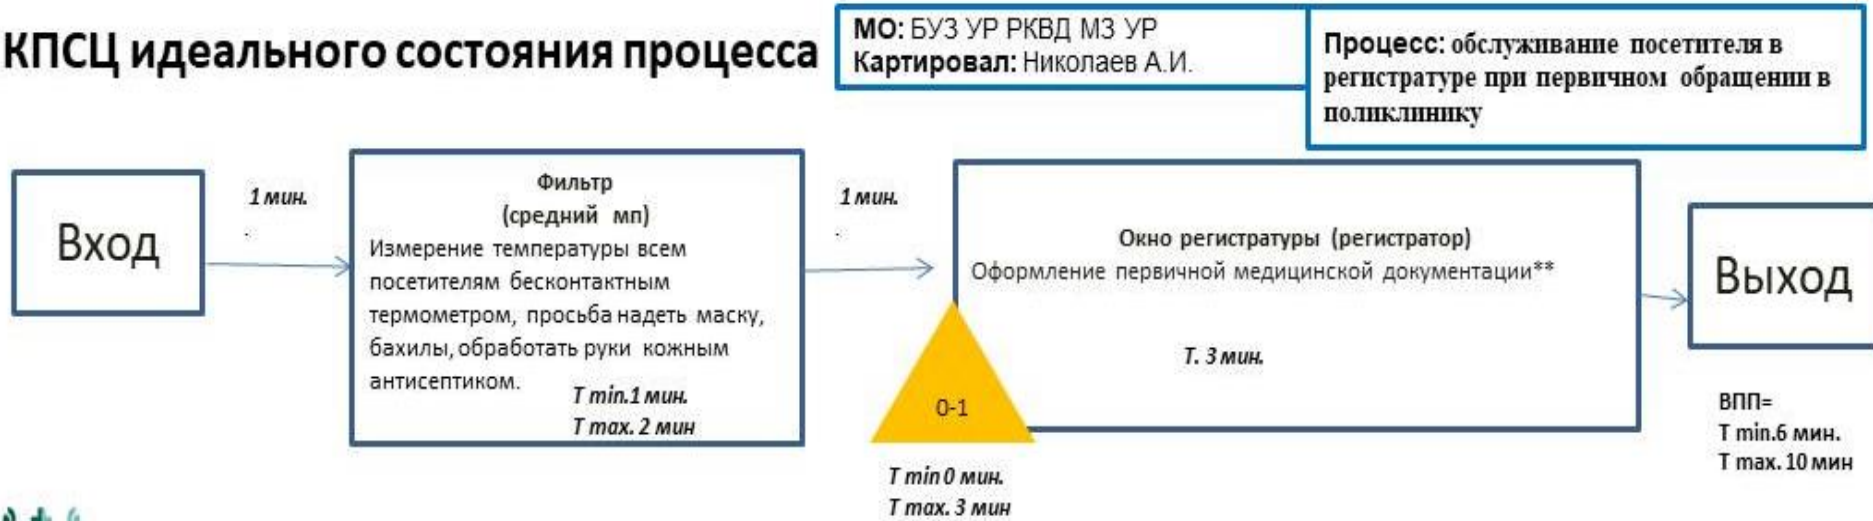 КПСЦ идеального состояния процесса
МО: БУЗ УР РКВД МЗ УР
Картировал: Николаев А.И.
Процесс: обслуживание посетителя в
регистратуре при первичном обращении в
поликлинику
Вход
1 мин.
Фильтр
(средний мп)
Измерение температуры всем
посетителям бесконтактным
термометром, просьба надеть маску,
бахилы, обработать руки кожным
антисептиком.
T min.1 мин.
T max. 2 мин
1 мин.
Окно регистратуры (регистратор)
Оформление первичной медицинской документации**
Т. 3 мин.
0-1
T min 0 мин.
T max. 3 мин
Выход
ВПП=
T min.6 мин.
T max. 10 мин